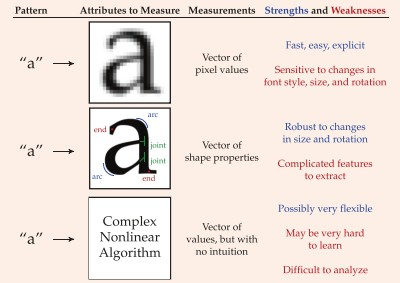 Pattern Attributes to Measure Measurements Strengths and Weaknesses
"a"
Vector of
pixel values
Fast, easy, explicit
Sensitive to changes in
font style, size, and rotation
"a"
arc
end
joint
joint
arc
end
Vector of
shape properties
Robust to changes
in size and rotation
Complicated features
to extract
"a"
Complex
Nonlinear
Algorithm
Vector of
values, but with
no intuition
Possibly very flexible
May be very hard
to learn
Difficult to analyze